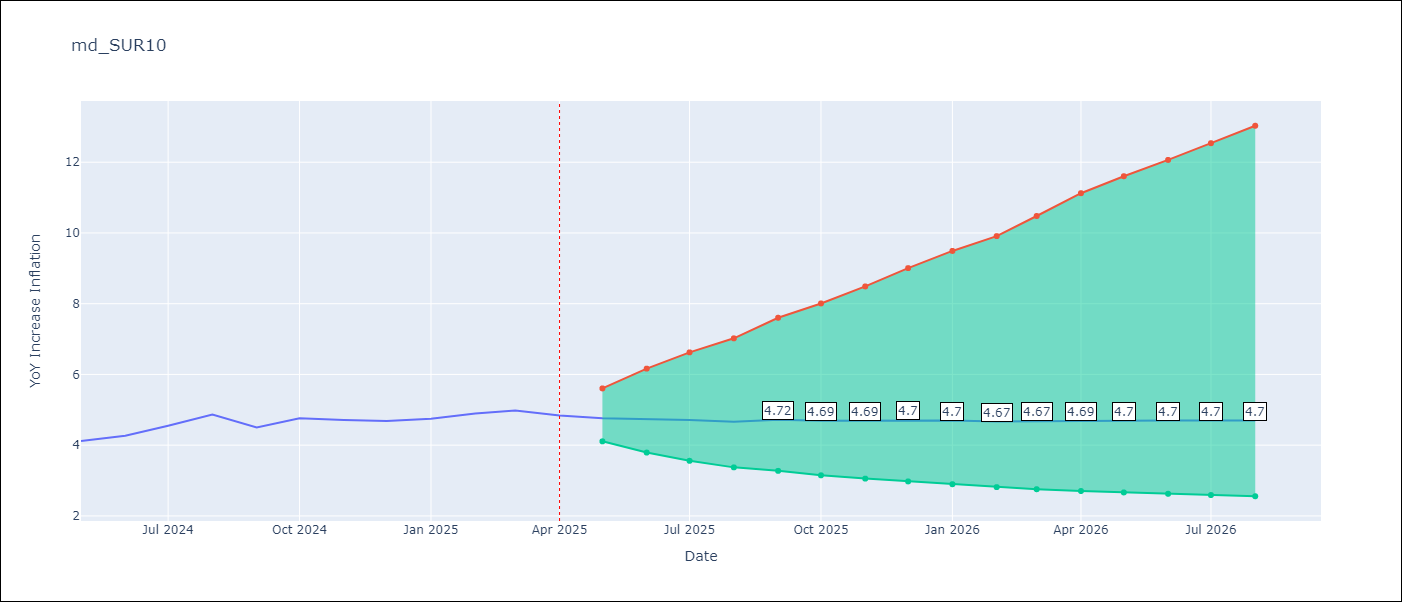 md_SUR10
YoY Increase Inflation
12
10
8
6
4
2
4.72
4.69
4.69
4.7
4.7
4.67
4.67
4.69
4.7
4.7
4.7
4.7
Jul 2024
Oct 2024
Jan 2025
Apr 2025
Jul 2025
Oct 2025
Jan 2026
Apr 2026
Jul 2026
Date